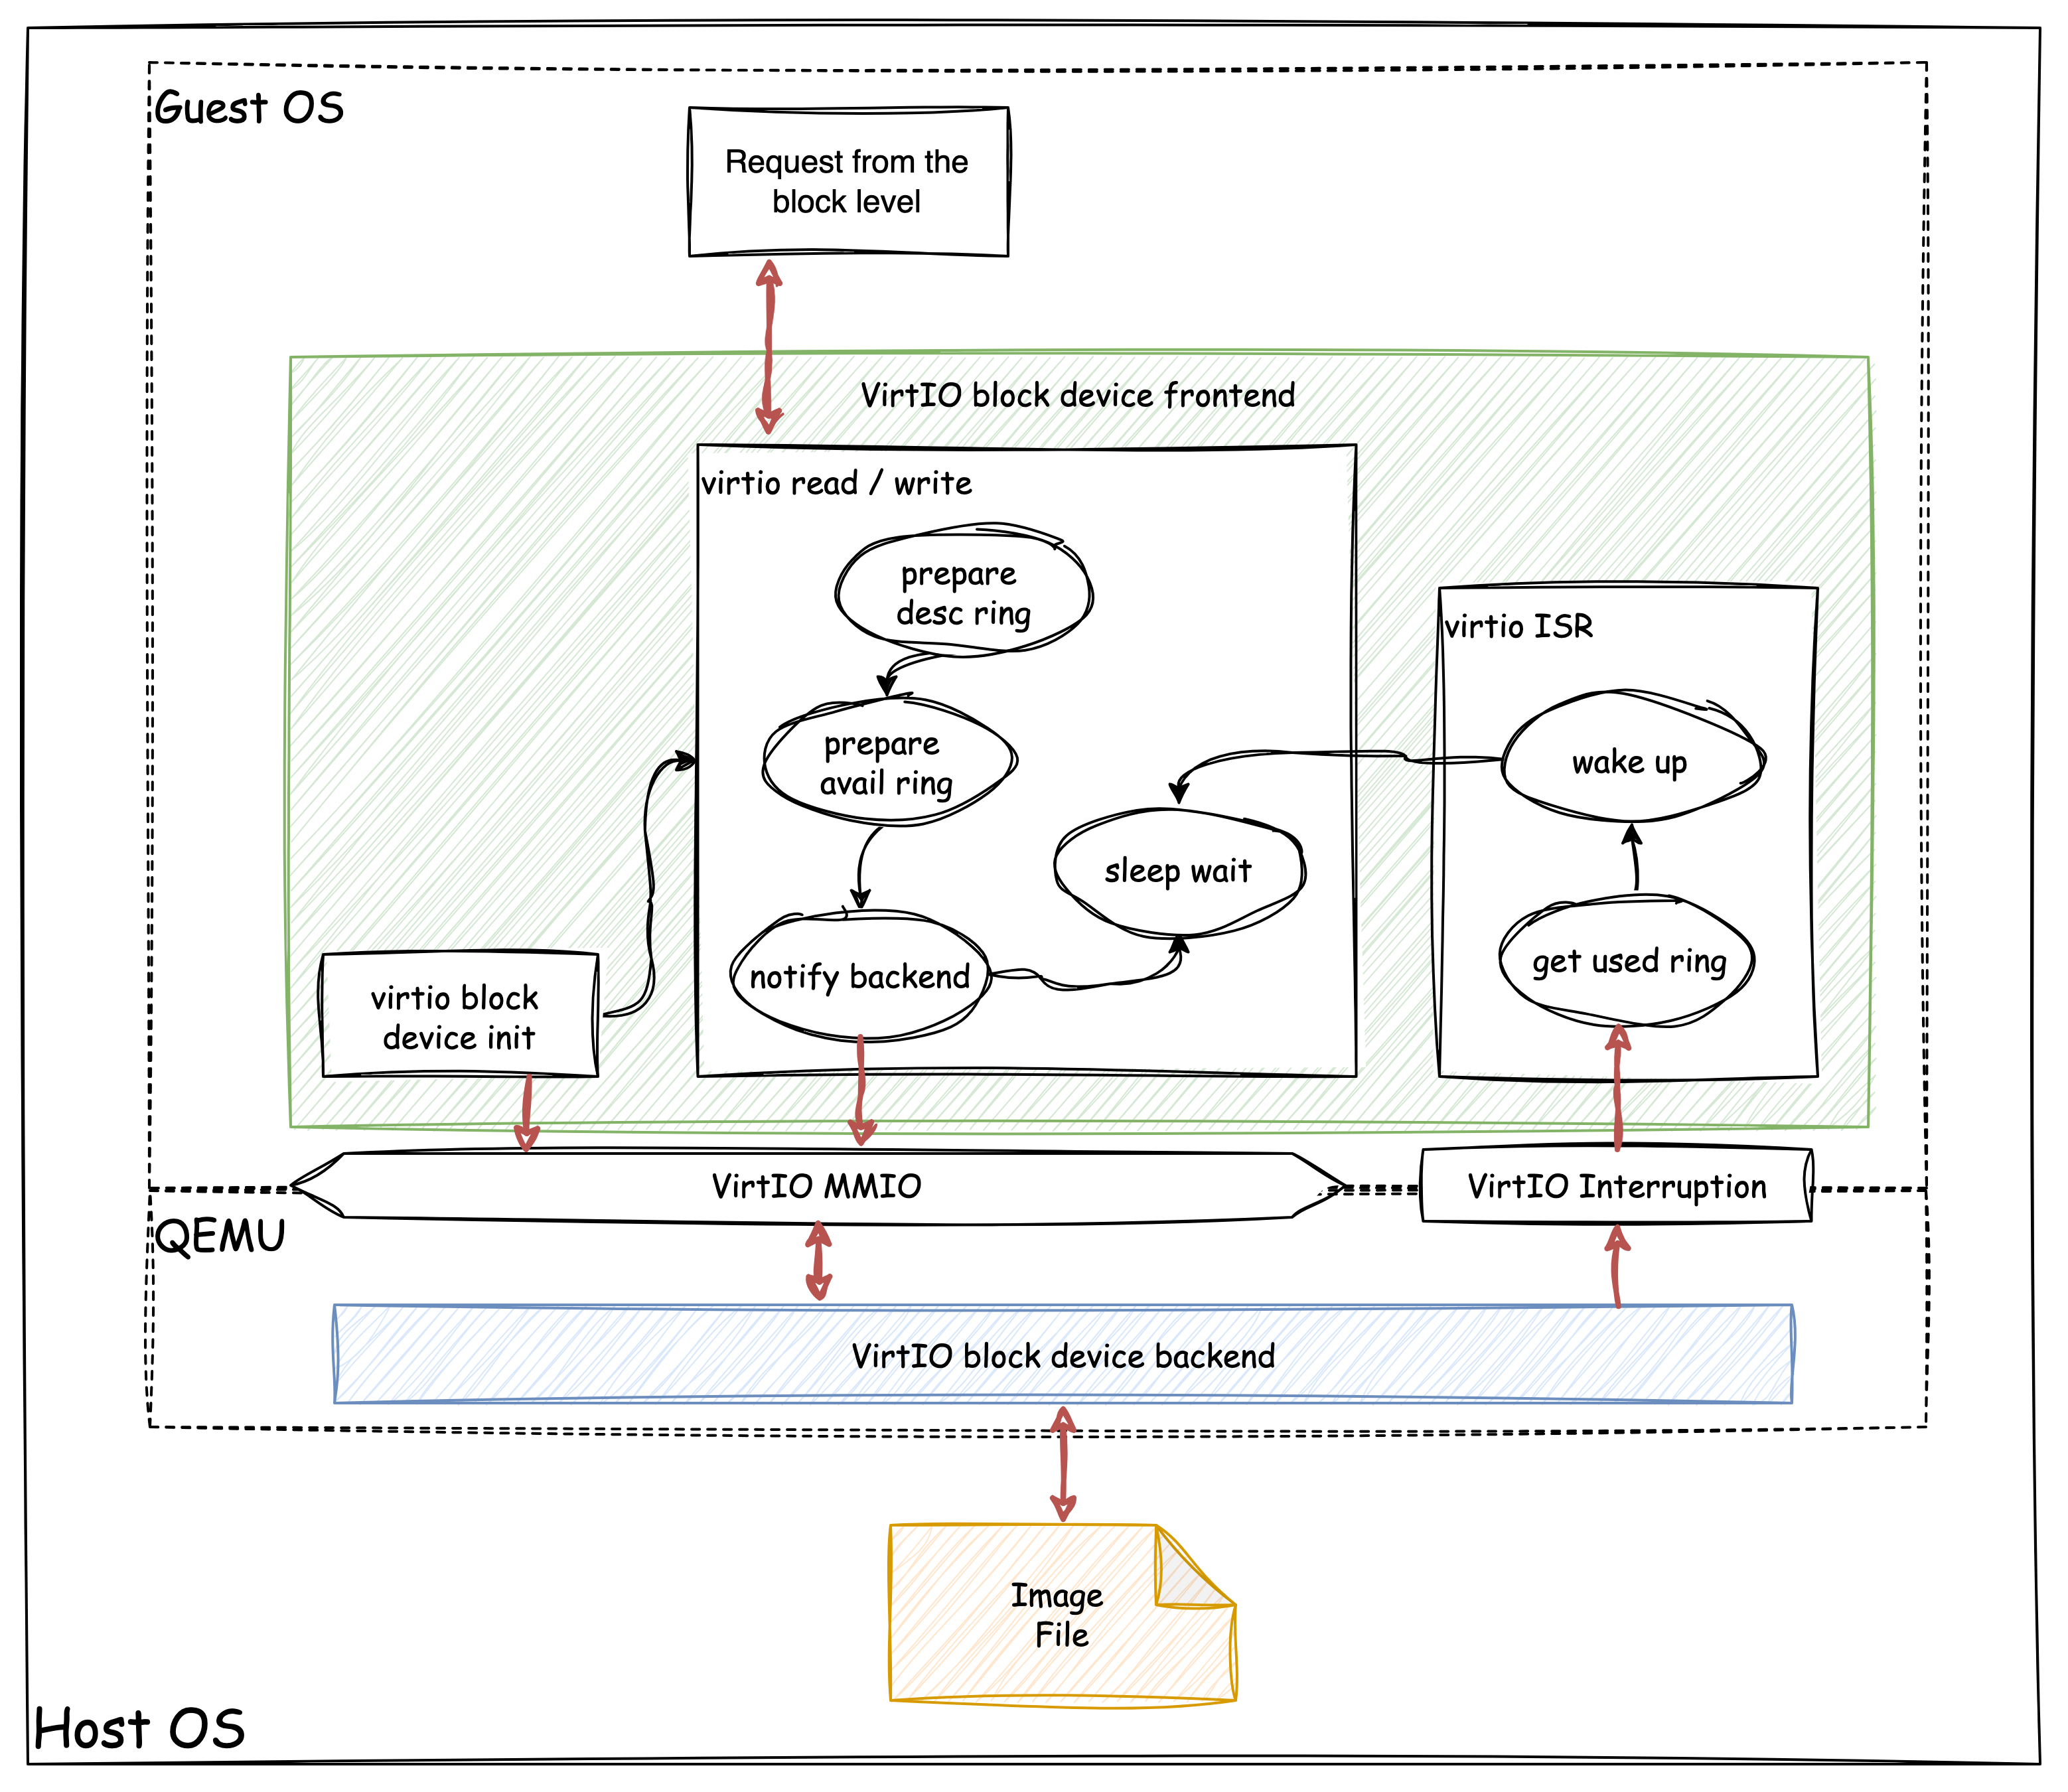 Guest OS
Request from the
block level
VirtIO block device frontend
virtio read / write
prepare
desc ring
virtio ISR
prepare
avail ring
wake up
sleep wait
notify backend
get used ring
virtio block
device init
VirtIO MMIO
VirtIO Interruption
QEMU
VirtIO block device backend
Image
File
Host OS